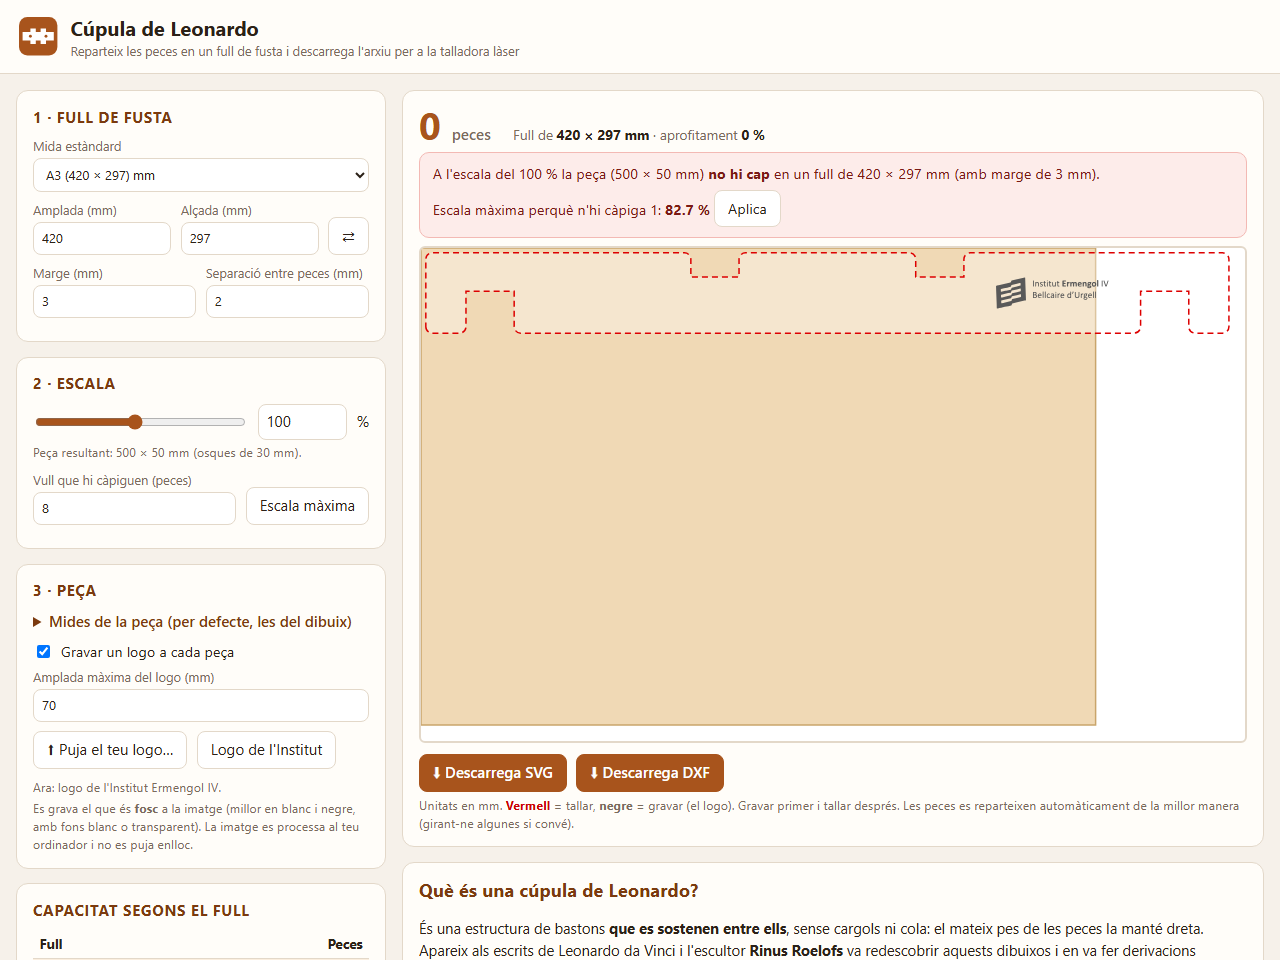 Cúpula de Leonardo
Reparteix les peces en un full de fusta i descarrega l'arxiu per a la talladora làser
1 · FULL DE FUSTA
Mida estàndard
A3 (420 × 297) mm
Amplada (mm)
Alçada (mm)
420
297
⇄
Marge (mm)
Separació entre peces (mm)
3
2
2 · ESCALA
100
%
Peça resultant: 500 × 50 mm (osques de 30 mm).
Vull que hi càpiguen (peces)
8
Escala màxima
3 · PEÇA
Mides de la peça (per defecte, les del dibuix)
Gravar un logo a cada peça
Amplada màxima del logo (mm)
70
⬆ Puja el teu logo...
Logo de l'Institut
Ara: logo de l'Institut Ermengol IV.
Es grava el que és fosc a la imatge (millor en blanc i negre,
amb fons blanc o transparent). La imatge es processa al teu
ordinador i no es puja enlloc.
CAPACITAT SEGONS EL FULL
Full
Peces
0 peces
Full de 420 × 297 mm · aprofitament 0 %
A l'escala del 100 % la peça (500 × 50 mm) no hi cap en un full de 420 × 297 mm (amb marge de 3 mm).
Escala màxima perquè n'hi càpiga 1: 82.7 %
Aplica
Institut Ermengol IV
Bellcaire d'Urgell
⬇ Descarrega SVG
⬇ Descarrega DXF
Unitats en mm. Vermell = tallar, negre = gravar (el logo). Gravar primer i tallar després. Les peces es reparteixen automàticament de la millor manera
(girant-ne algunes si convé).
Què és una cúpula de Leonardo?
És una estructura de bastons que es sostenen entre ells, sense cargols ni cola: el mateix pes de les peces la manté dreta.
Apareix als escrits de Leonardo da Vinci i l'escultor Rinus Roelofs va redescobrir aquests dibuixos i en va fer derivacions